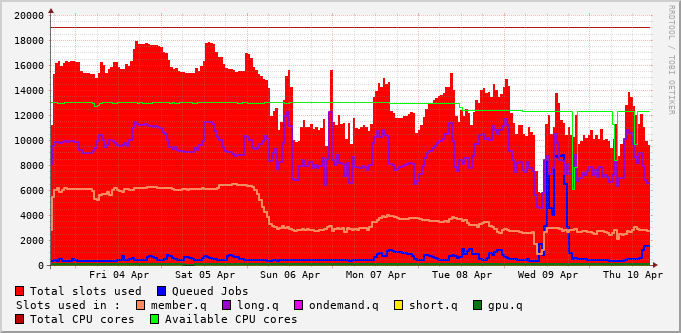 20000
18000
16000
14000
12000
10000
8000
6000
4000
2000
0
Fri 04 Apr Sat 05 Apr Sun 06 Apr Mon 07 Apr Tue 08 Apr Wed 09 Apr Thu 10 Apr
RRDTOOL / TOBI OETIKER
Total slots used Queued Jobs
Slots used in : member.q long.q ondemand.q short.q gpu.q
Total CPU cores Available CPU cores